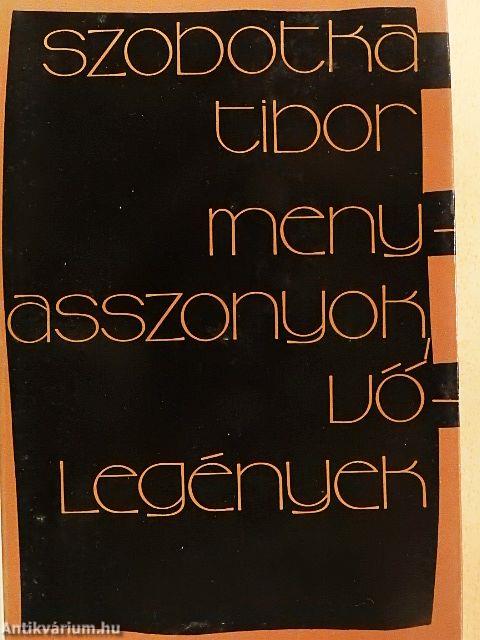 szobotka
tibor
meny-
asszonyok,
vő-
Legények
Antikvárium.hu